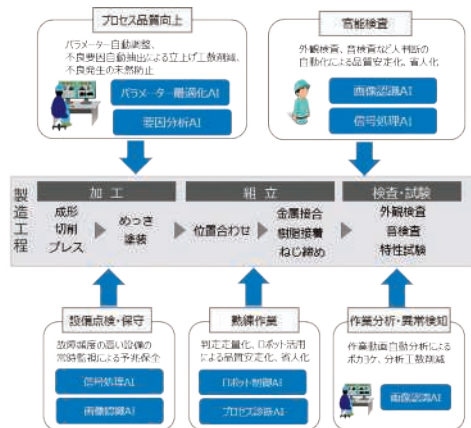 プロセス品質向上
パラメーター自動調整、
不良要因自動抽出による立上げ工数削減、
不良発生の未然防止
パラメーター最適化AI
要因分析AI
官能検査
外観検査、音検査など人判断の
自動化による品質安定化、省人化
画像認識AI
信号処理AI
製造工程
加工
成形
切削
プレス
めっき
塗装
組立
位置合わせ
金属接合
樹脂接着
ねじ締め
検査・試験
外観検査
音検査
特性試験
設備点検・保守
故障頻度の高い設備の
常時監視による予兆保全
信号処理AI
画像認識AI
熟練作業
判定定量化、ロボット活用
による品質安定化、省人化
ロボット制御AI
プロセス診断AI
作業分析・異常検知
作業動画自動分析による
ポカヨケ、分析工数削減
画像認識AI